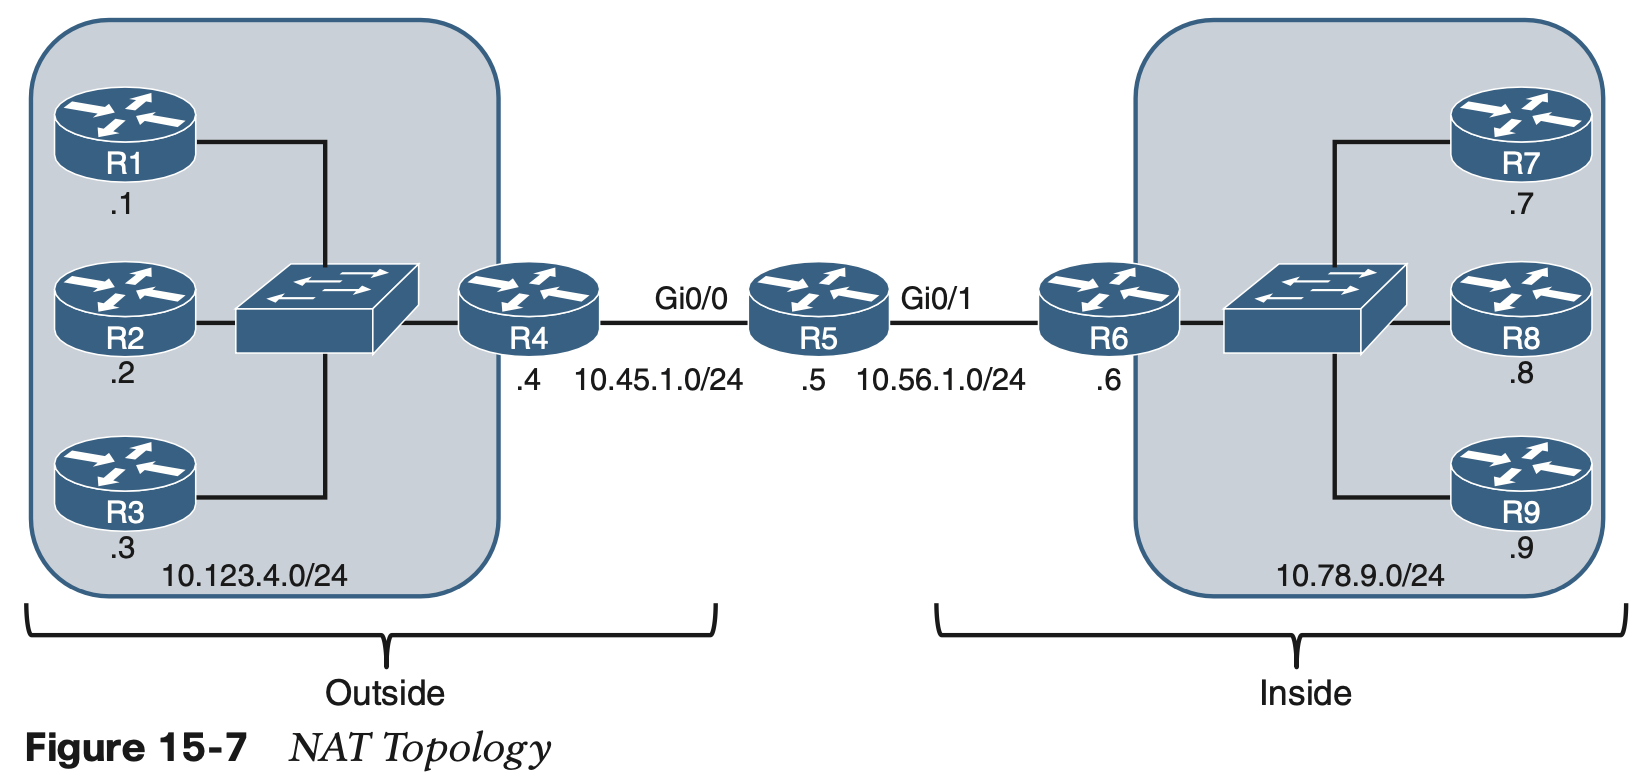 R1
.1
R2
.2
R3
.3
10.123.4.0/24
R4
.4
Gi0/0
10.45.1.0/24
R5
.5
Gi0/1
10.56.1.0/24
R6
.6
R7
.7
R8
.8
R9
.9
10.78.9.0/24
Outside
Inside
Figure 15-7 NAT Topology